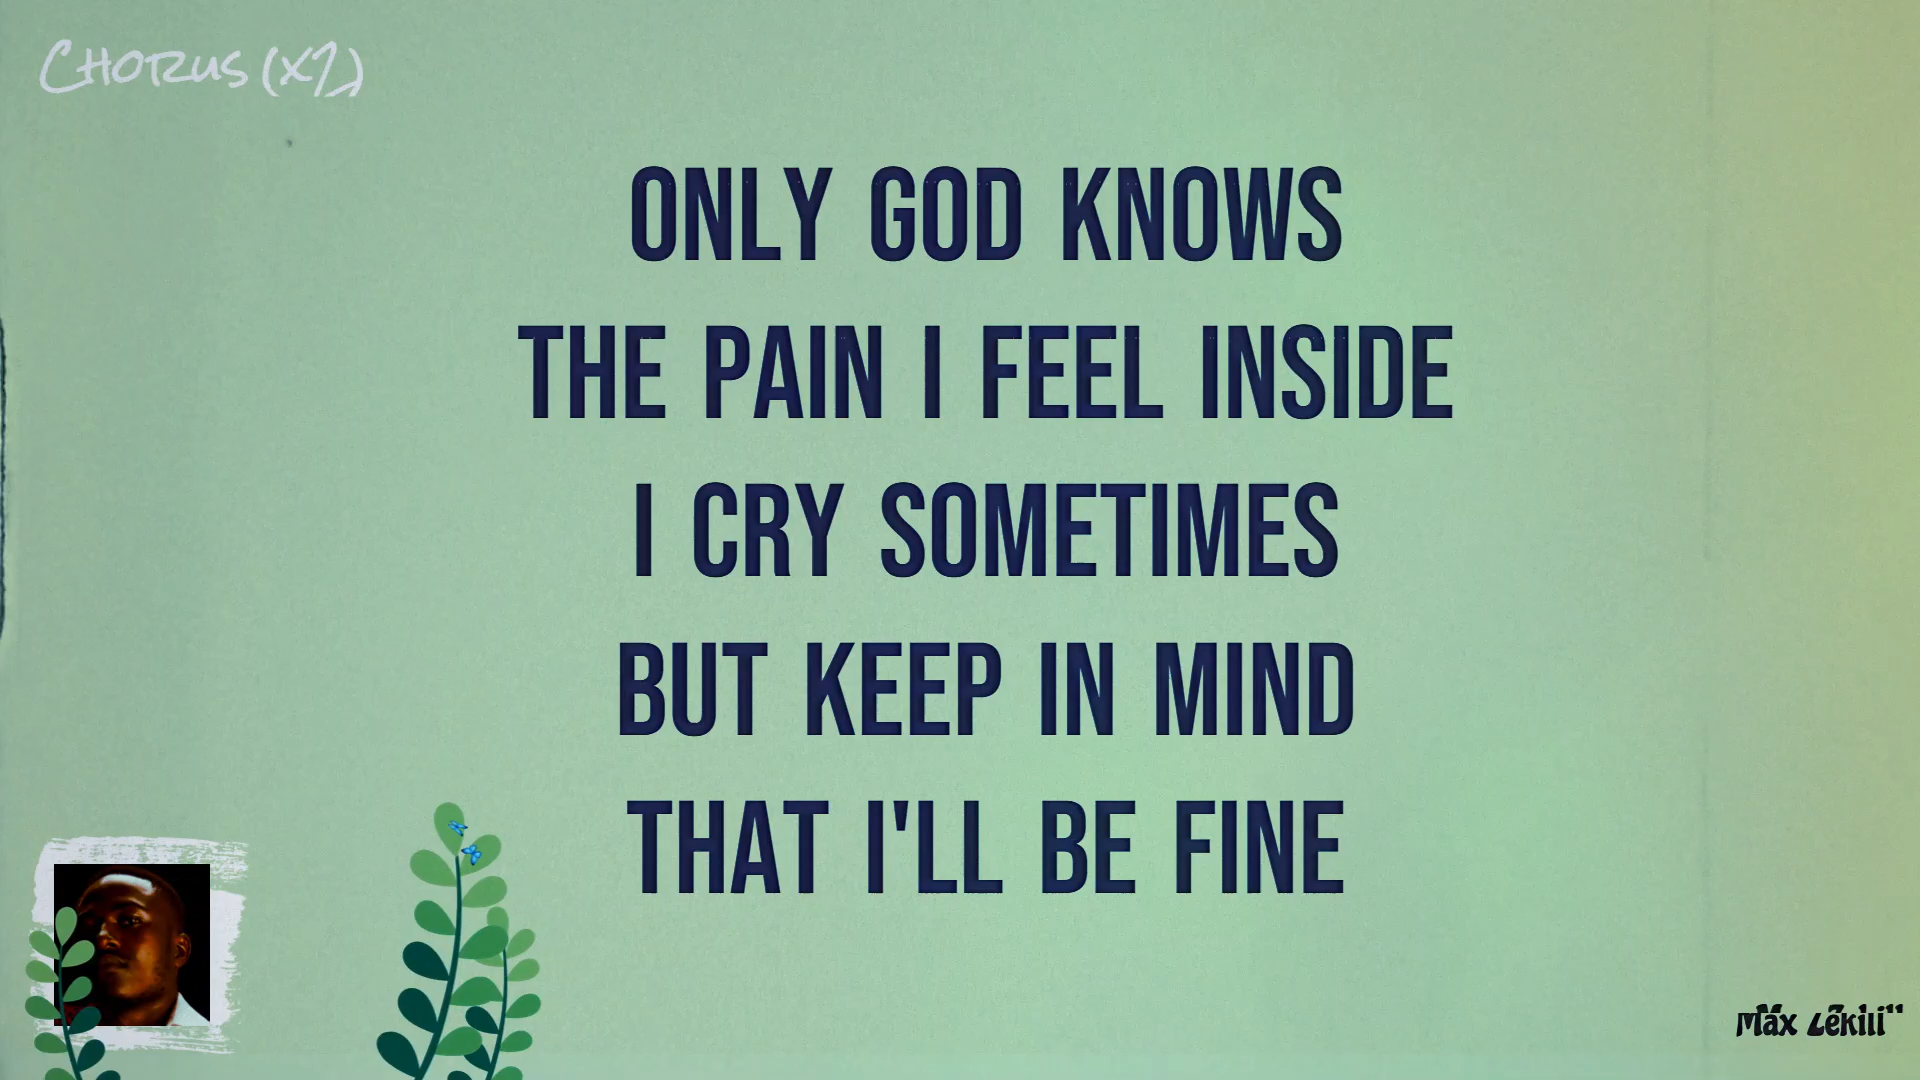 CHORUS (X2)
ONLY GOD KNOWS
THE PAIN I FEEL INSIDE
I CRY SOMETIMES
BUT KEEP IN MIND
THAT I'LL BE FINE
Max Lekili